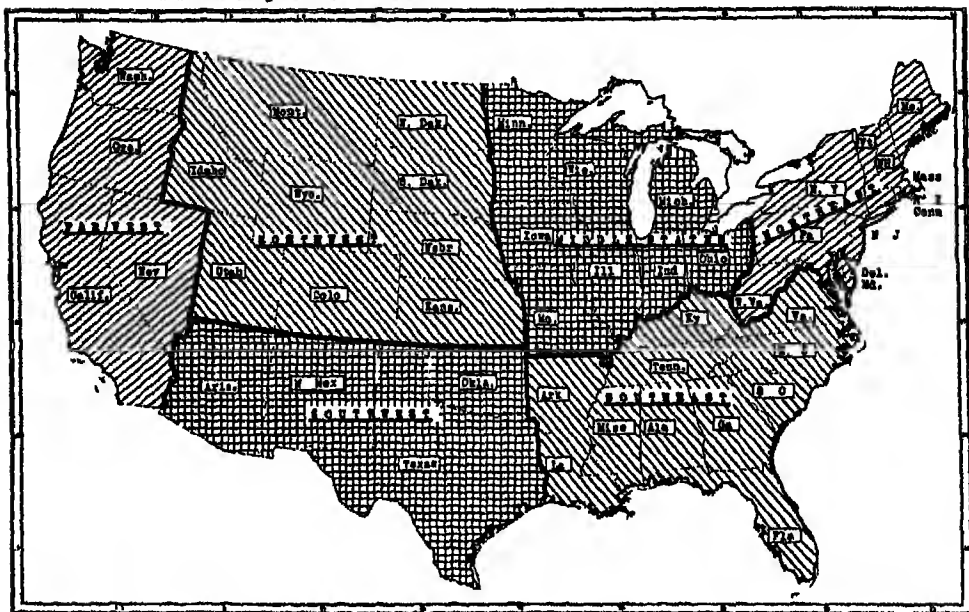 Wash.
Mont.
N. Dak.
Minn.
Me.
Vt
NH
Ore.
Idaho
Wyo.
S. Dak.
Wis.
Mich.
N Y
Mass
R I
Conn
FAR WEST
NORTHWEST
Nebr
Iowa
MIDDLE STATES
NORTHEAST
Pa
N J
Nev
Utah
Ill
Ind
Ohio
Del.
Md.
Calif.
Colo
Kans.
Mo.
W.Va.
Ky
Va.
Ariz.
N Mex
Okla.
Tenn.
SOUTHWEST
Ark
SOUTHEAST
S C
Miss
Ala
Ga
Texas
La
Fla